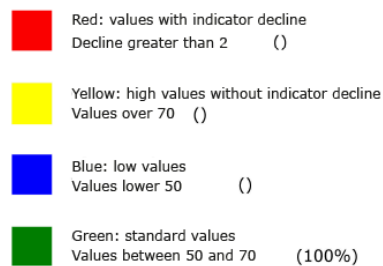 Red: values with indicator decline
Decline greater than 2 ()
Yellow: high values without indicator decline
Values over 70 ()
Blue: low values
Values lower 50 ()
Green: standard values
Values between 50 and 70 (100%)